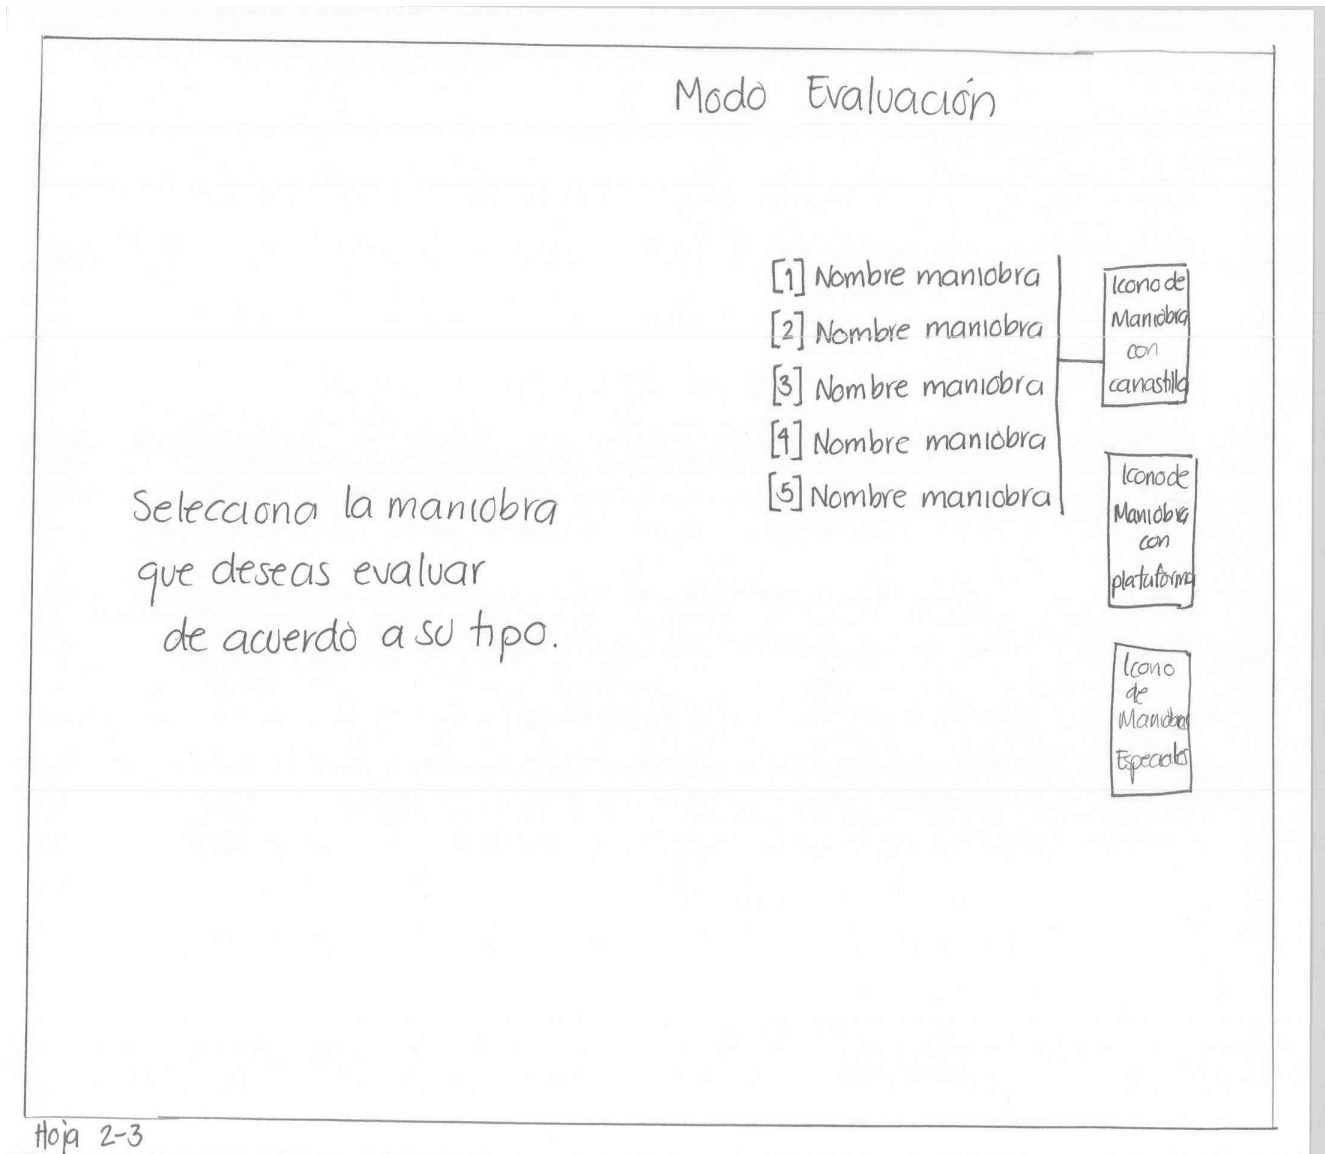 Modo Evaluación
[1] Nombre maniobra
[2] Nombre maniobra
[3] Nombre maniobra
[4] Nombre maniobra
[5] Nombre maniobra
Icono de
Maniobra
con
canastilla
Icono de
Maniobra
con
plataforma
Icono
de
Maniobras
Especiales
Selecciona la maniobra
que deseas evaluar
de acuerdo a su tipo.
Hoja 2-3